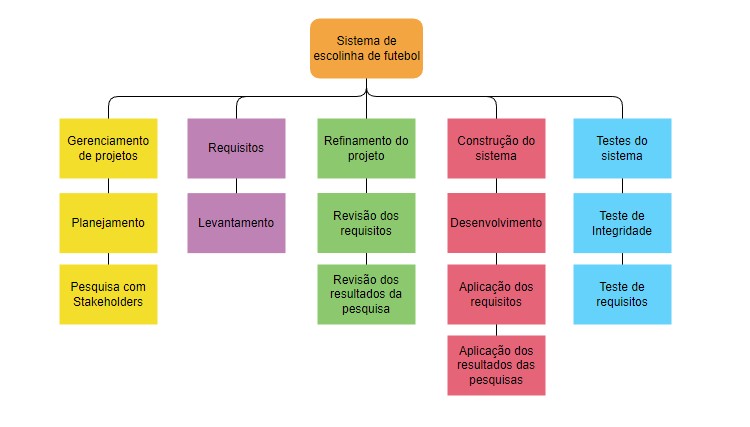 Sistema de
escolinha de futebol
Gerenciamento
de projetos
Requisitos
Refinamento do
projeto
Construção do
sistema
Testes do
sistema
Planejamento
Levantamento
Revisão dos
requisitos
Desenvolvimento
Teste de
Integridade
Pesquisa com
Stakeholders
Revisão dos
resultados da
pesquisa
Aplicação dos
requisitos
Teste de
requisitos
Aplicação dos
resultados das
pesquisas